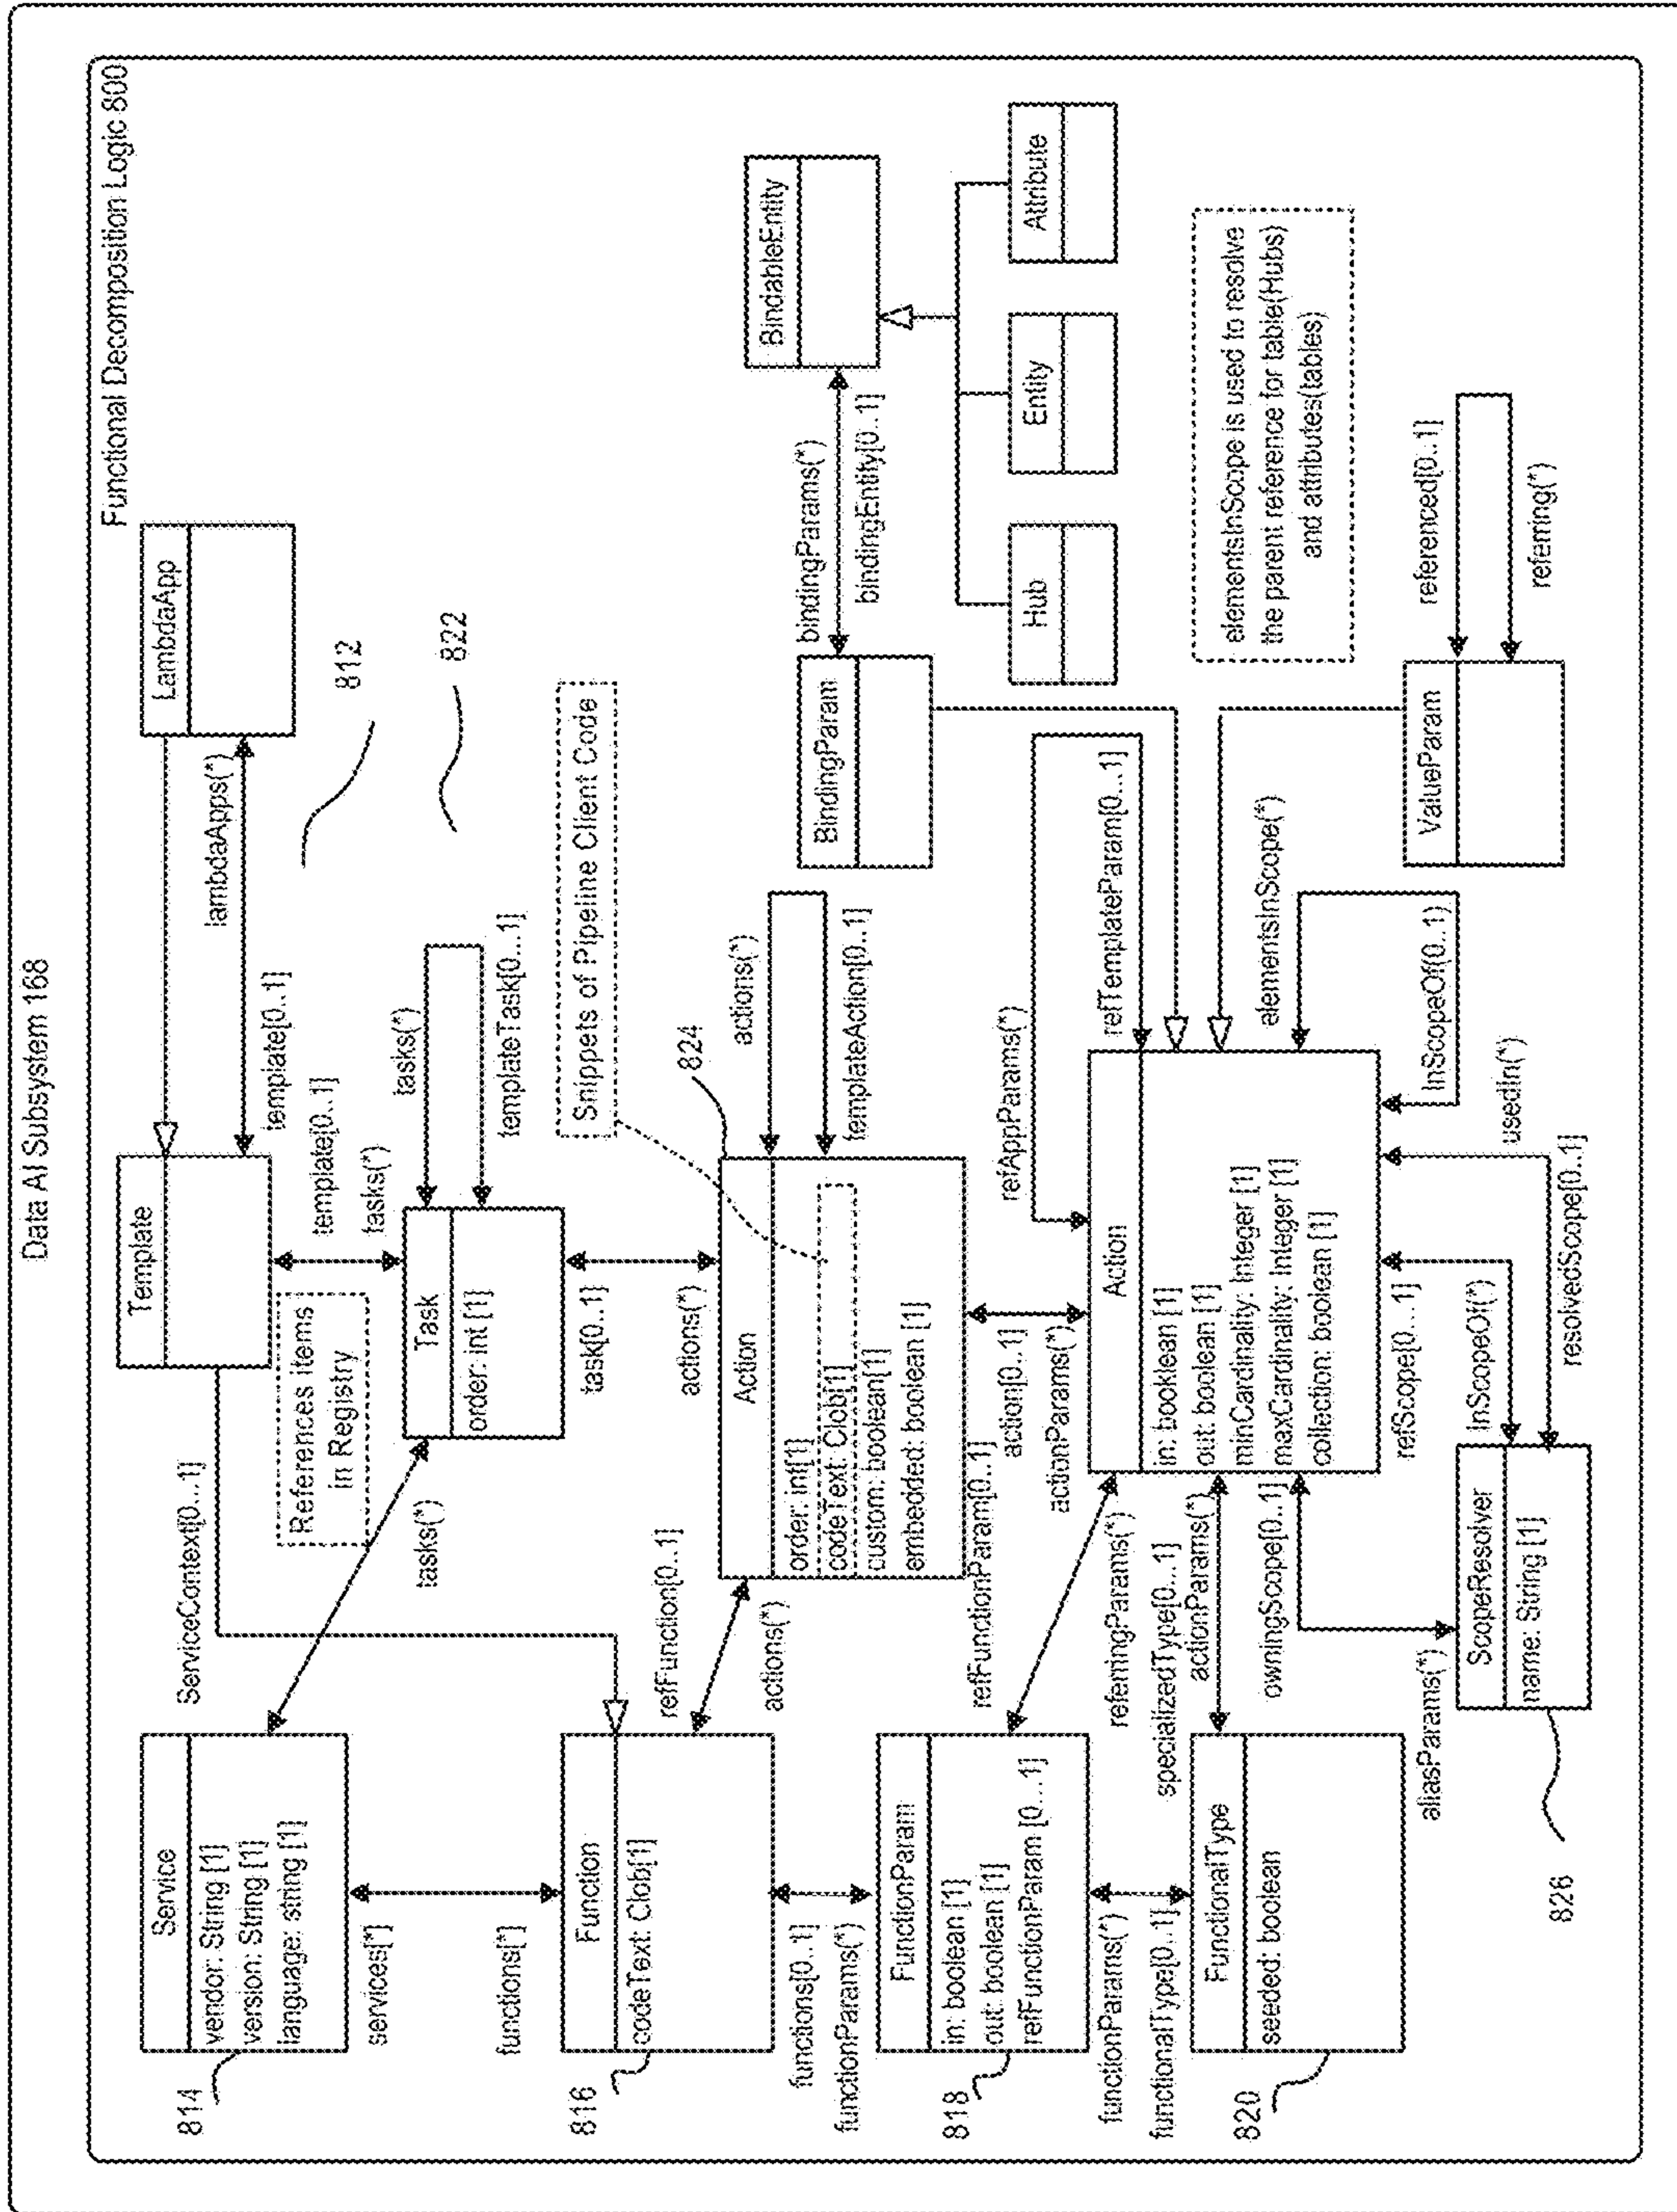 Data AI Subsystem 168
Functional Decomposition Logic 800
Service
vendor: String [1]
version: String [1]
language: string [1]
814
services[*]
functions[*]
ServiceContext[0...1]
tasks(*)
Template
References items
in Registry
template[0..1]
tasks(*)
template[0..1]
lambdaApps(*)
LambdaApp
812
822
Task
order: int [1]
tasks(*)
templateTask[0..1]
task[0..1]
actions(*)
Function
codeText: Clob[1]
816
refFunction[0..1]
actions(*)
functions[0..1]
functionParams(*)
Action
order: int[1]
codeText: Clob[1]
custom: boolean[1]
embedded: boolean [1]
824
Snippets of Pipeline Client Code
actions(*)
templateAction[0..1]
BindingParam
bindingParams(*)
bindingEntity[0..1]
BindableEntity
Hub
Entity
Attribute
FunctionParam
in: boolean [1]
out: boolean [1]
refFunctionParam [0...1]
818
refFunctionParam[0..1]
referringParams(*)
action[0..1]
actionParams(*)
refAppParams(*)
refTemplateParam[0..1]
functionParams(*)
functionalType[0..1]
specializedType[0...1]
actionParams(*)
Action
in: booklean [1]
out: boolean [1]
minCardinality: Integer [1]
maxCardinality: Integer [1]
collection: boolean [1]
elementsInScope(*)
InScopeOf(0..1)
elementsInScope is used to resolve
the parent reference for table(Hubs)
and attributes(tables)
FunctionalType
seeded: boolean
820
owningScope[0..1]
aliasParams(*)
refScope[0...1]
InScopeOf(*)
usedIn(*)
resolvedScope[0..1]
ScopeResolver
name: String [1]
826
ValueParam
referenced[0..1]
referring(*)